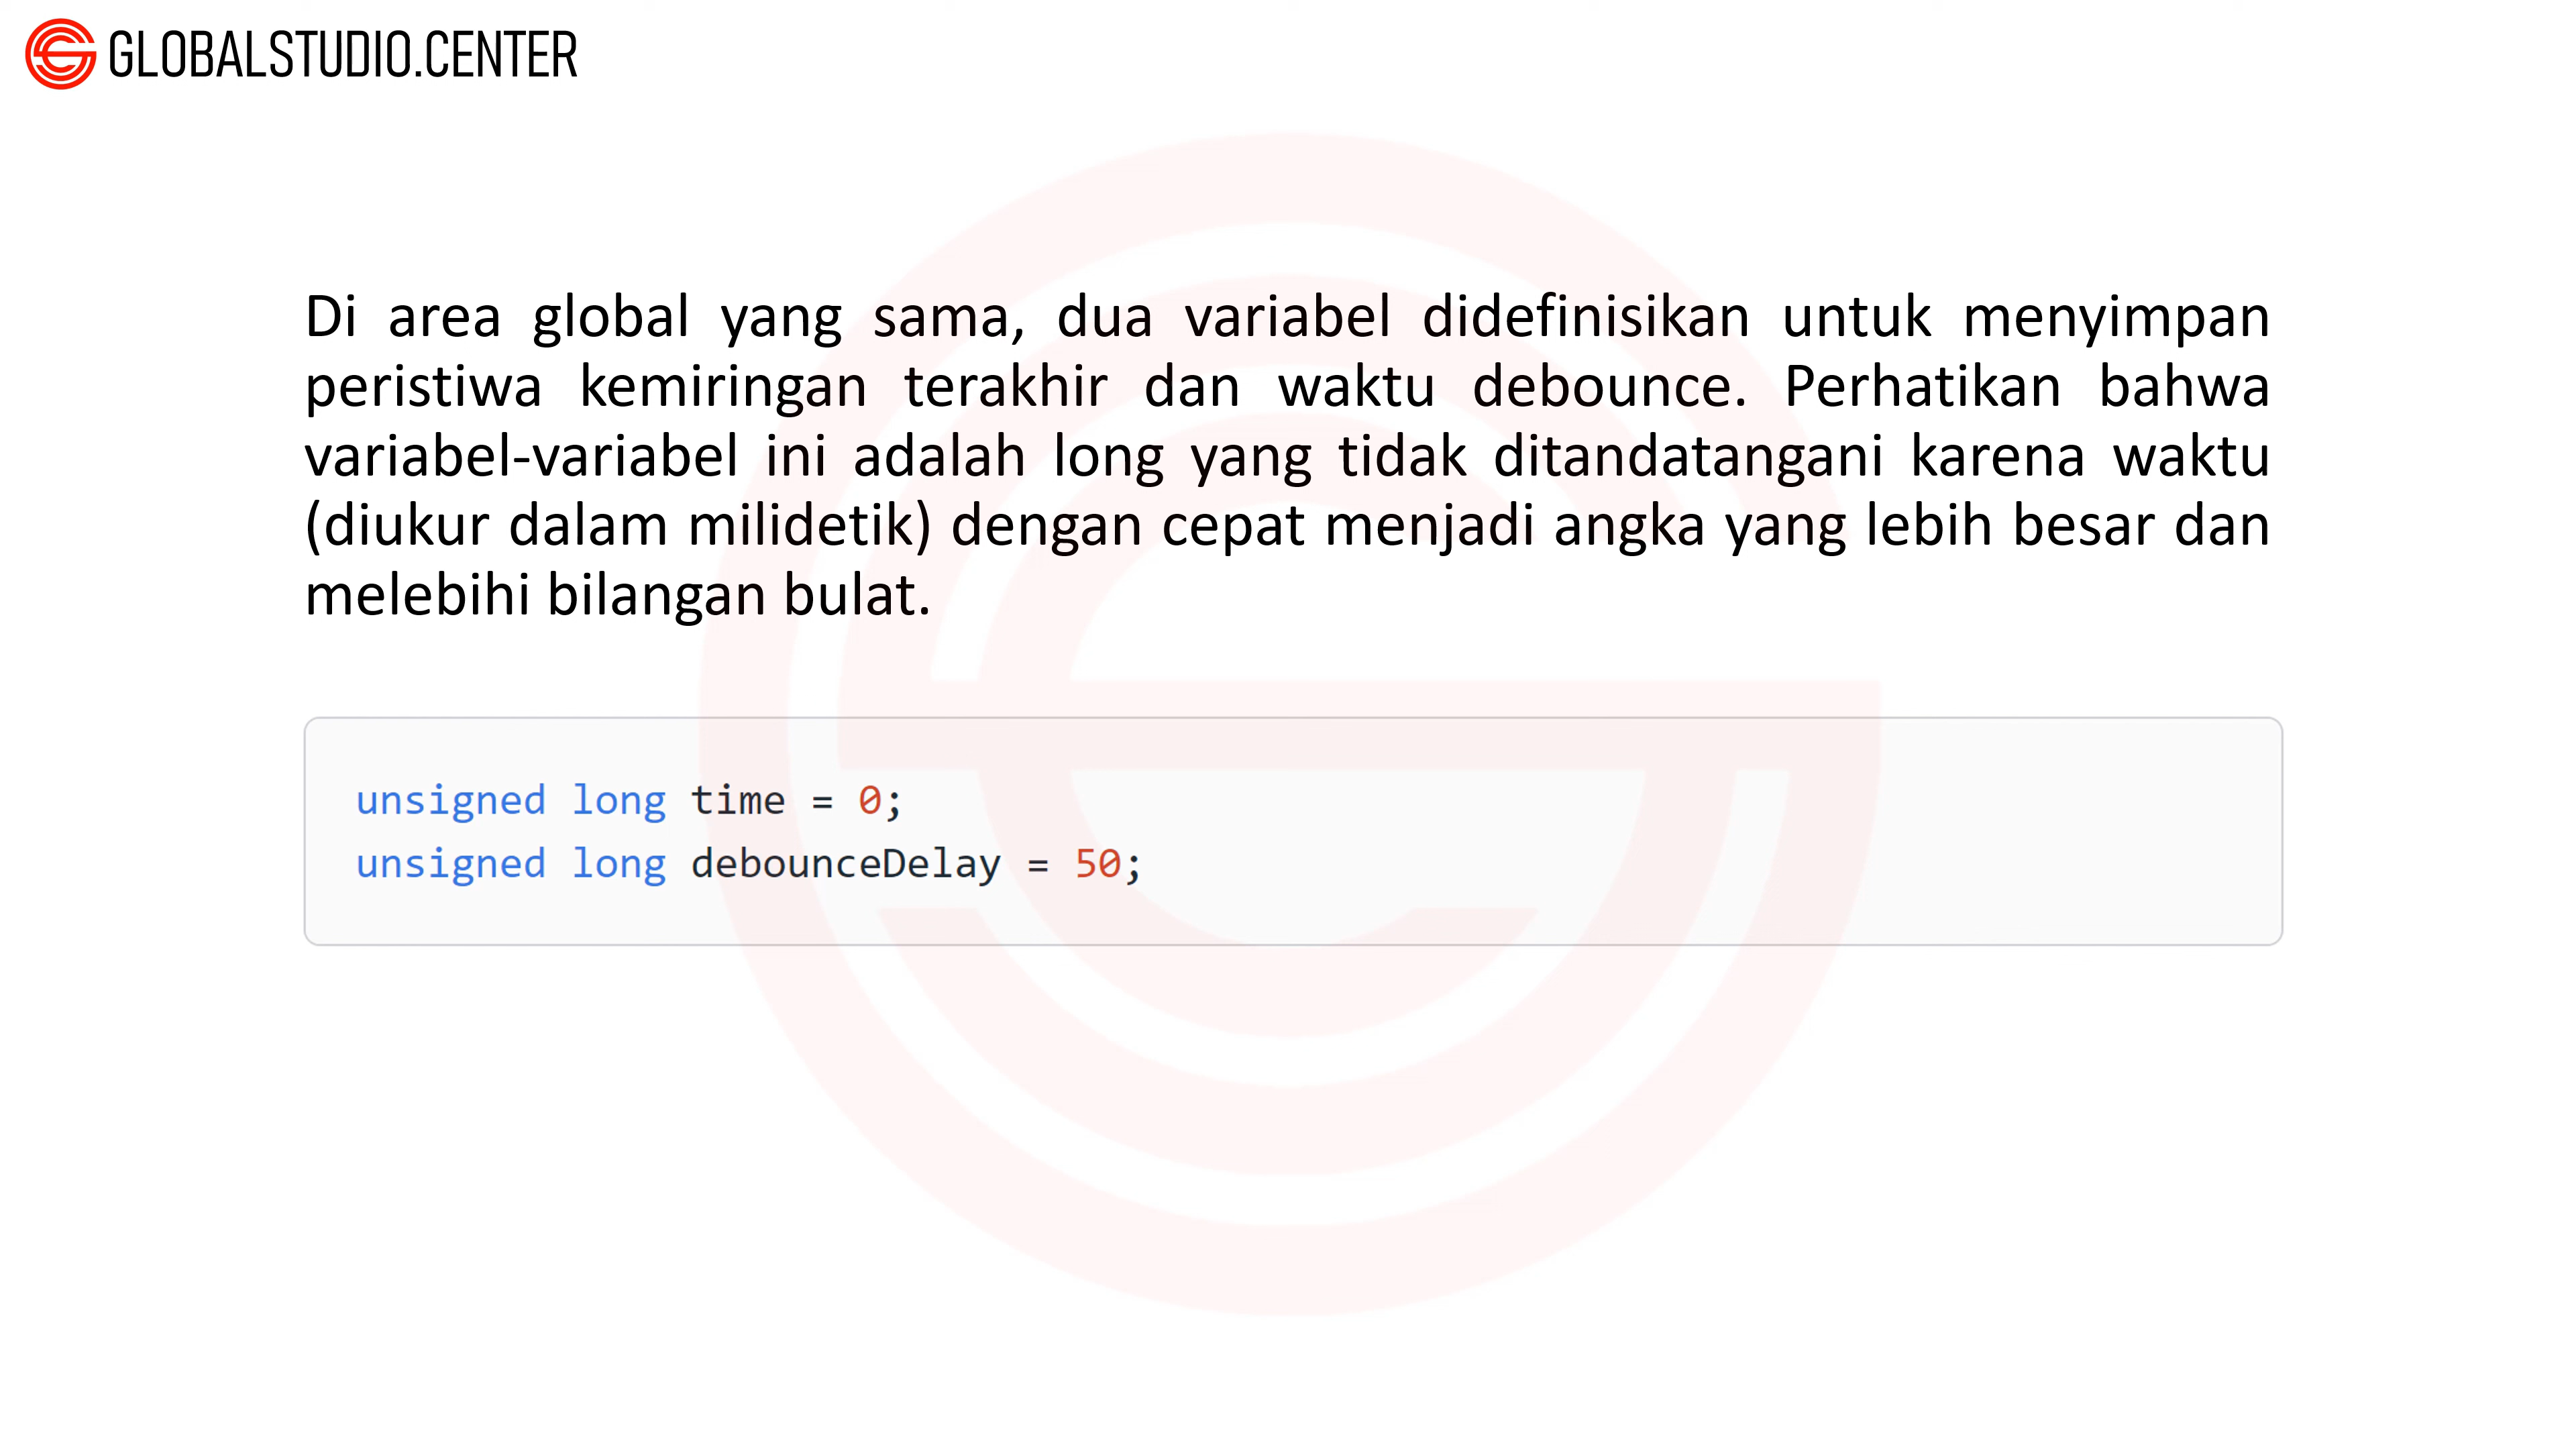 GLOBALSTUDIO.CENTER
Di area global yang sama, dua variabel didefinisikan untuk menyimpan
peristiwa kemiringan terakhir dan waktu debounce. Perhatikan bahwa
variabel-variabel ini adalah long yang tidak ditandatangani karena waktu
(diukur dalam milidetik) dengan cepat menjadi angka yang lebih besar dan
melebihi bilangan bulat.
unsigned long time = 0;
unsigned long debounceDelay = 50;